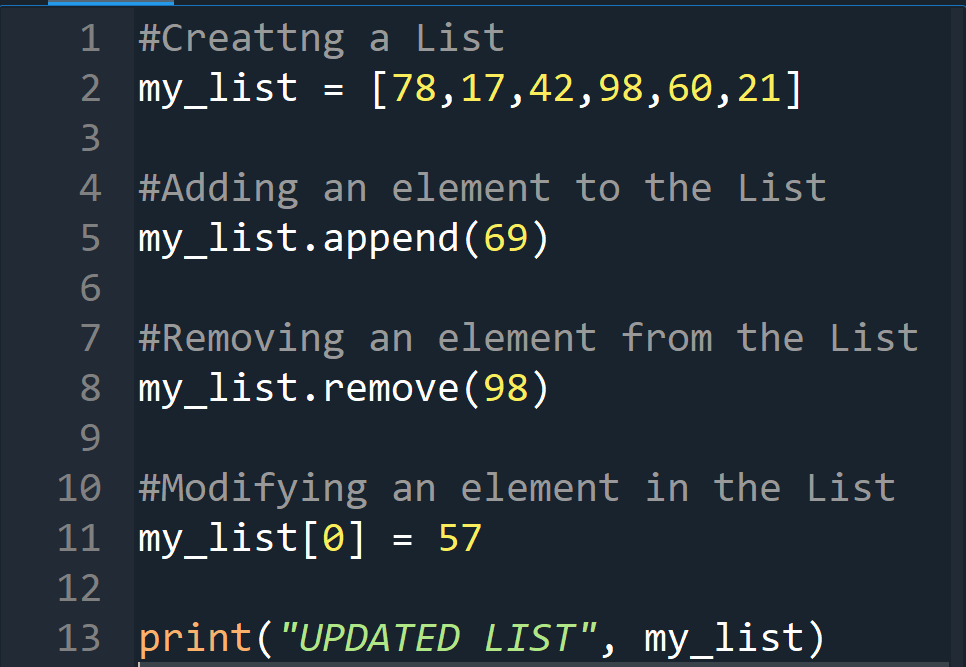 1 #Creattng a List
2 my_list = [78,17,42,98,60,21]
3
4 #Adding an element to the List
5 my_list.append(69)
6
7 #Removing an element from the List
8 my_list.remove(98)
9
10 #Modifying an element in the List
11 my_list[0] = 57
12
13 print("UPDATED LIST", my_list)